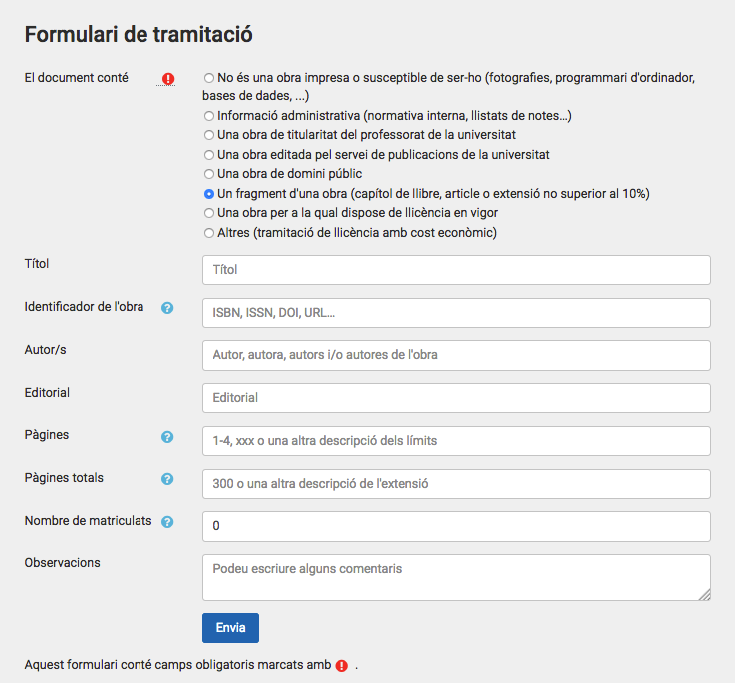 Formulari de tramitació
El document conté
No és una obra impresa o susceptible de ser-ho (fotografies, programmari d'ordinador,
bases de dades, ...)
Informació administrativa (normativa interna, llistats de notes...)
Una obra de titularitat del professorat de la universitat
Una obra editada pel servei de publicacions de la universitat
Una obra de domini públic
Un fragment d'una obra (capítol de llibre, article o extensió no superior al 10%)
Una obra per a la qual dispose de llicència en vigor
Altres (tramitació de llicència amb cost econòmic)
Títol
Títol
Identificador de l'obra
ISBN, ISSN, DOI, URL...
Autor/s
Autor, autora, autors i/o autores de l'obra
Editorial
Editorial
Pàgines
1-4, xxx o una altra descripció dels límits
Pàgines totals
300 o una altra descripció de l'extensió
Nombre de matriculats
0
Observacions
Podeu escriure alguns comentaris
Envia
Aquest formulari conté camps obligatoris marcats amb .